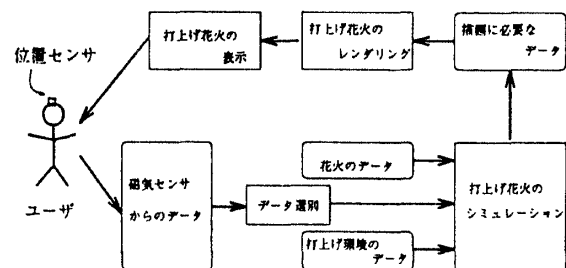 打上げ花火の
表示
打上げ花火の
レンダリング
描画に必要な
データ
位置センサ
ユーザ
磁気センサ
からのデータ
データ選別
花火のデータ
打上げ環境の
データ
打上げ花火の
シミュレーション